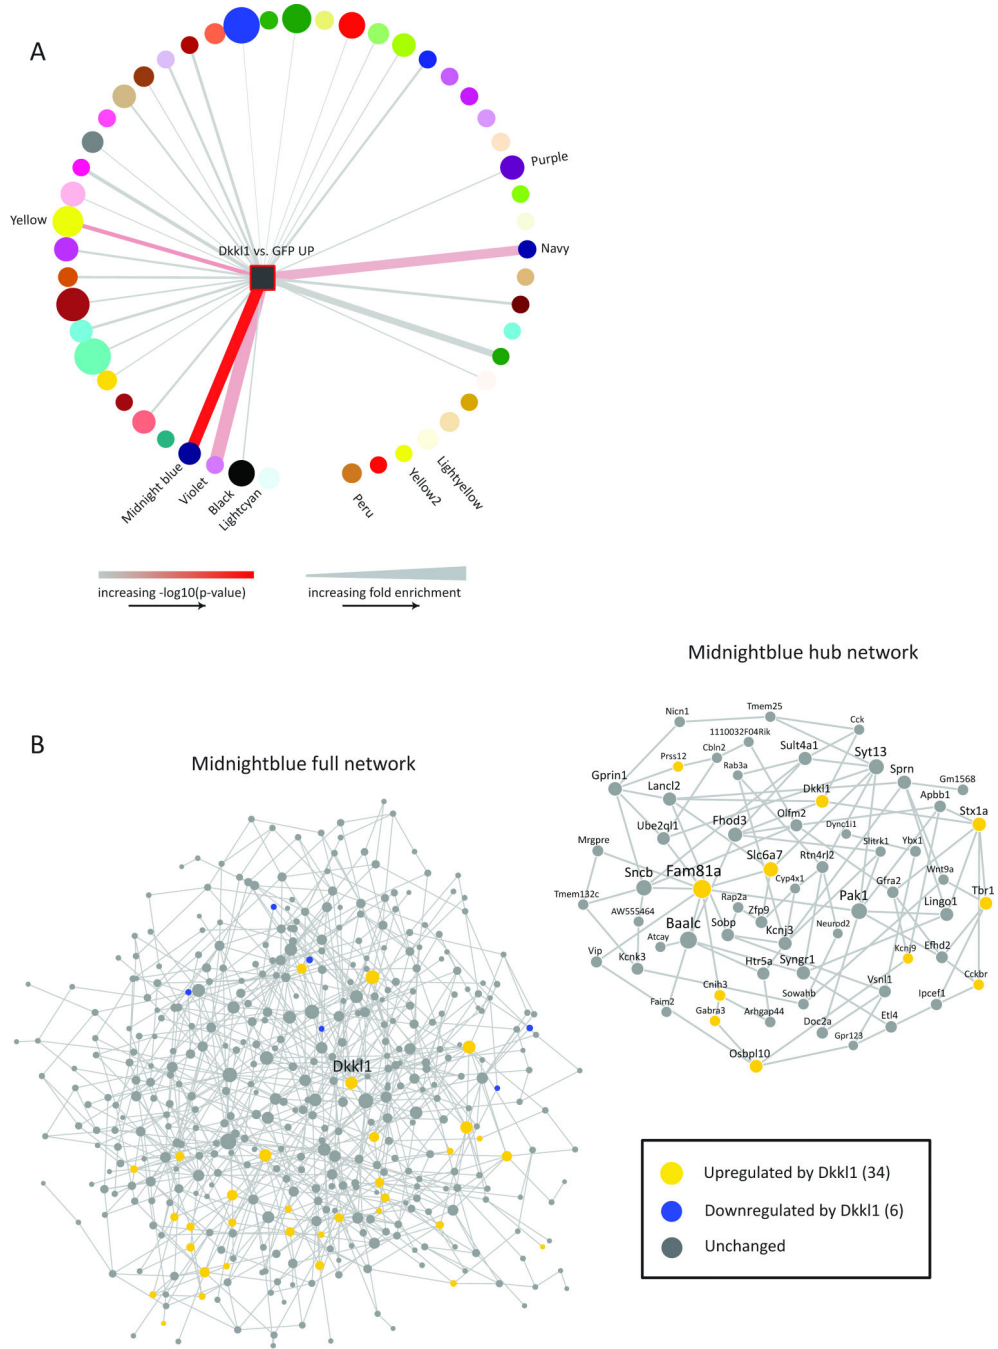 A
Purple
Yellow
Dkkl1 vs. GFP UP
Navy
Midnight blue
Violet
Black
Lightcyan
Peru
Yellow2
Lightyellow
increasing -log10(p-value)
increasing fold enrichment
Midnightblue hub network
B
Midnightblue full network
Dkkl1
Nicn1
Tmem25
Cck
1110032F04Rik
Prss12
Cbln2
Sult4a1
Syt13
Rab3a
Gprin1
Lancl2
Dkkl1
Sprn
Gm1568
Apbb1
Stx1a
Ube2ql1
Fhod3
Olfm2
Dync1i1
Mrgpre
Slitrk1
Ybx1
Slc6a7
Rtn4rl2
Sncb
Fam81a
Cyp4x1
Gfra2
Wnt9a
Tbr1
Tmem132c
Rap2a
Pak1
Lingo1
AW555464
Zfp9
Sobp
Baalc
Atcay
Kcnj3
Neurod2
Vip
Kcnk3
Htr5a
Syngr1
Kcnj9
Efhd2
Cckbr
Vsnl1
Cnih3
Faim2
Gabra3
Arhgap44
Sowahb
Doc2a
Ipcef1
Etl4
Gpr123
Osbpl10
Upregulated by Dkkl1 (34)
Downregulated by Dkkl1 (6)
Unchanged